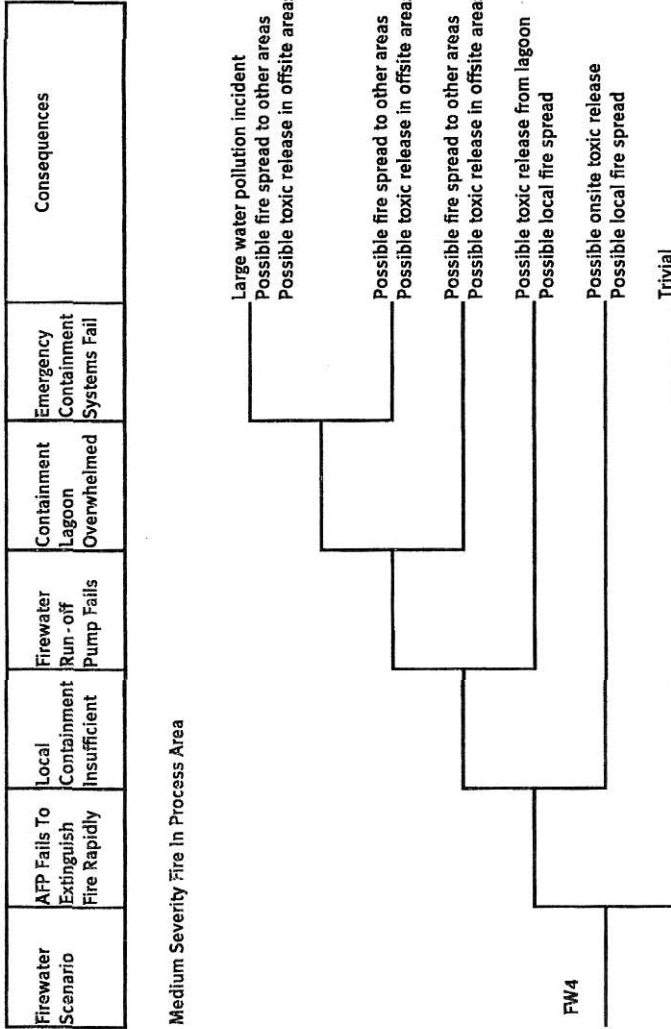 Firewater
Scenario
AFP Fails To
Extinguish
Fire Rapidly
Local
Containment
Insufficient
Firewater
Run-off
Pump Fails
Containment
Lagoon
Overwhelmed
Emergency
Containment
Systems Fail
Consequences
Medium Severity Fire In Process Area
FW4
Large water pollution incident
Possible fire spread to other areas
Possible toxic release in offsite areas
Possible fire spread to other areas
Possible toxic release in offsite areas
Possible fire spread to other areas
Possible toxic release in offsite areas
Possible toxic release from lagoon
Possible local fire spread
Possible onsite toxic release
Possible local fire spread
Trivial